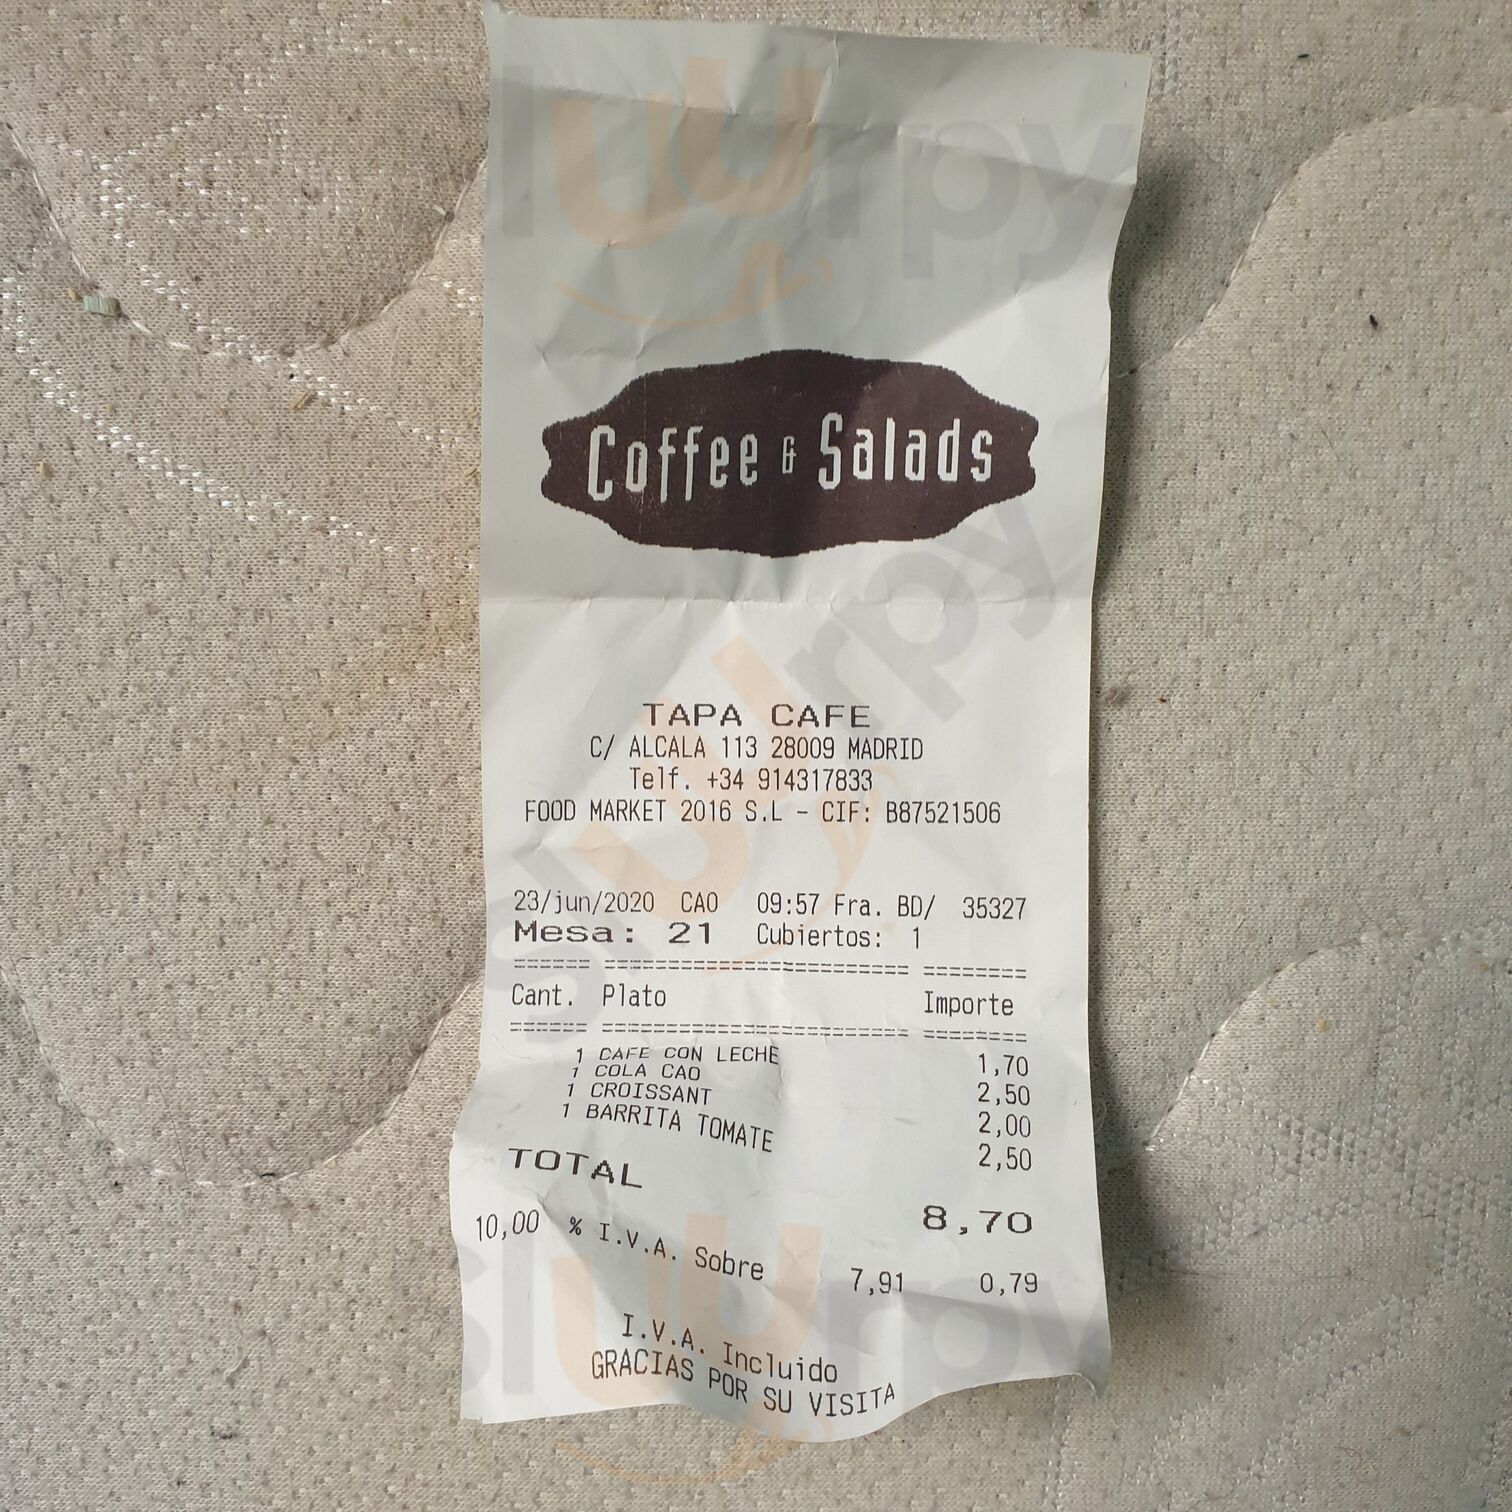 Coffee & Salads
TAPA CAFE
C/ ALCALA 113 28009 MADRID
Telf. +34 914317833
FOOD MARKET 2016 S.L - CIF: B87521506
23/jun/2020 CAO 09:57 Fra. BD/ 35327
Mesa: 21 Cubiertos: 1
====== ======================== ========
Cant. Plato Importe
====== ======================== ========
1 CAFE CON LECHE 1,70
1 COLA CAO 2,50
1 CROISSANT 2,00
1 BARRITA TOMATE 2,50
TOTAL 8,70
10,00 % I.V.A. Sobre 7,91 0,79
I.V.A. Incluido
GRACIAS POR SU VISITA
sluurpy
sluurpy
sluurpy